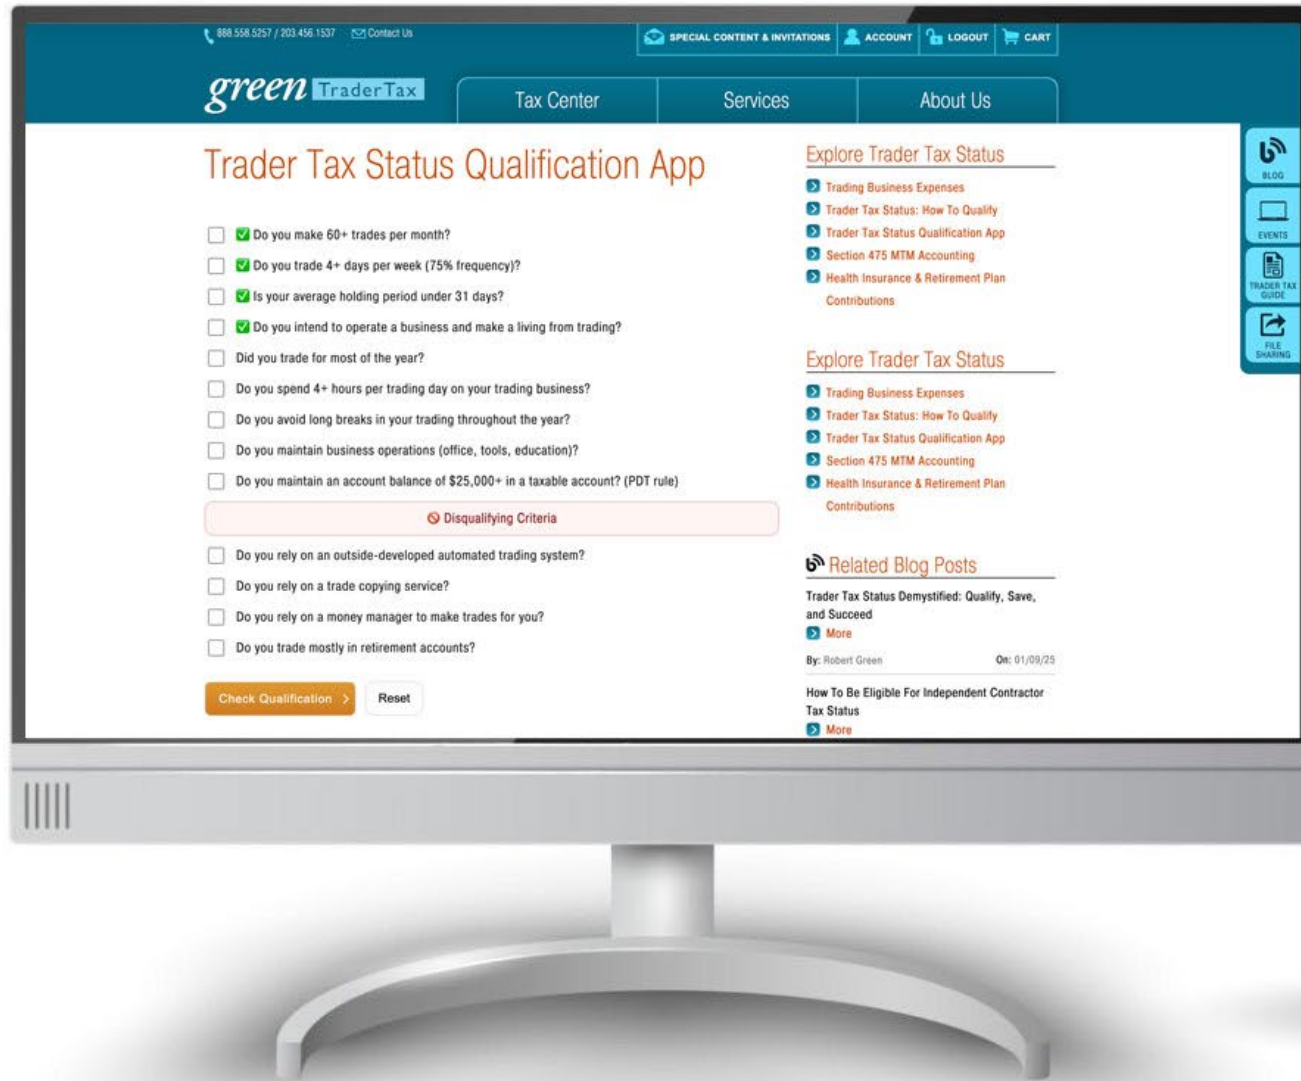 888.558.5257 / 203.456.1537 Contact Us
SPECIAL CONTENT & INVITATIONS
ACCOUNT
LOGOUT
CART
green TraderTax
Tax Center
Services
About Us
Trader Tax Status Qualification App
Do you make 60+ trades per month?
Do you trade 4+ days per week (75% frequency)?
Is your average holding period under 31 days?
Do you intend to operate a business and make a living from trading?
Did you trade for most of the year?
Do you spend 4+ hours per trading day on your trading business?
Do you avoid long breaks in your trading throughout the year?
Do you maintain business operations (office, tools, education)?
Do you maintain an account balance of $25,000+ in a taxable account? (PDT rule)
Disqualifying Criteria
Do you rely on an outside-developed automated trading system?
Do you rely on a trade copying service?
Do you rely on a money manager to make trades for you?
Do you trade mostly in retirement accounts?
Check Qualification
Reset
Explore Trader Tax Status
Trading Business Expenses
Trader Tax Status: How To Qualify
Trader Tax Status Qualification App
Section 475 MTM Accounting
Health Insurance & Retirement Plan
Contributions
Explore Trader Tax Status
Trading Business Expenses
Trader Tax Status: How To Qualify
Trader Tax Status Qualification App
Section 475 MTM Accounting
Health Insurance & Retirement Plan
Contributions
Related Blog Posts
Trader Tax Status Demystified: Qualify, Save,
and Succeed
More
By: Robert Green On: 01/09/25
How To Be Eligible For Independent Contractor
Tax Status
More
BLOG
EVENTS
TRADER TAX
GUIDE
FILE
SHARING